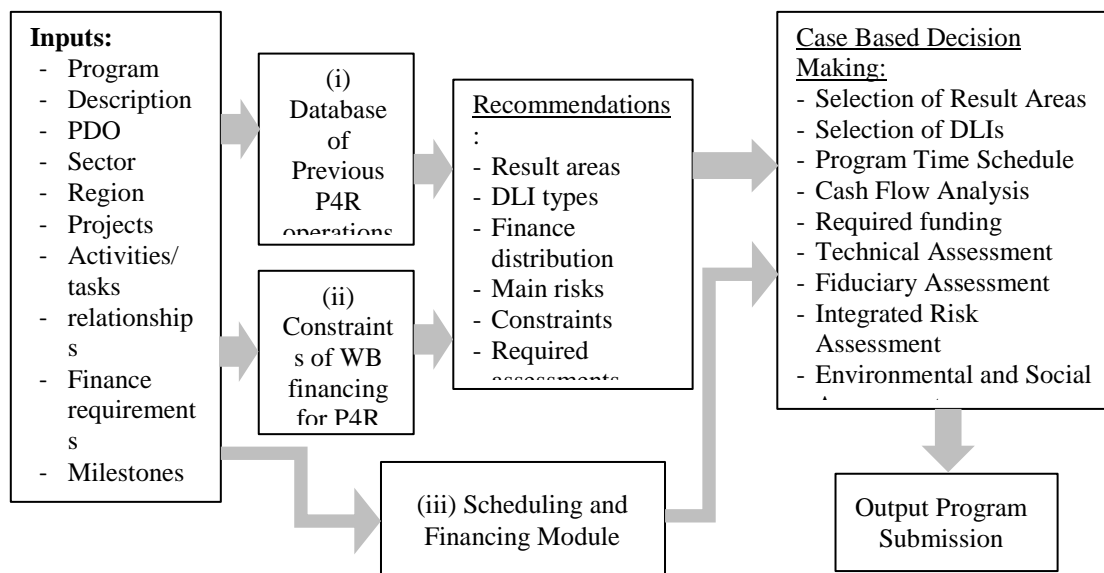 Inputs:
- Program
- Description
- PDO
- Sector
- Region
- Projects
- Activities/
tasks
- relationship
s
- Finance
requirement
s
- Milestones
(i)
Database
of
Previous
P4R
operations
(ii)
Constraint
s of WB
financing
for P4R
Recommendations
:
- Result areas
- DLI types
- Finance
distribution
- Main risks
- Constraints
- Required
assessments
(iii) Scheduling and
Financing Module
Case Based Decision
Making:
- Selection of Result Areas
- Selection of DLIs
- Program Time Schedule
- Cash Flow Analysis
- Required funding
- Technical Assessment
- Fiduciary Assessment
- Integrated Risk
Assessment
- Environmental and Social
Output Program
Submission